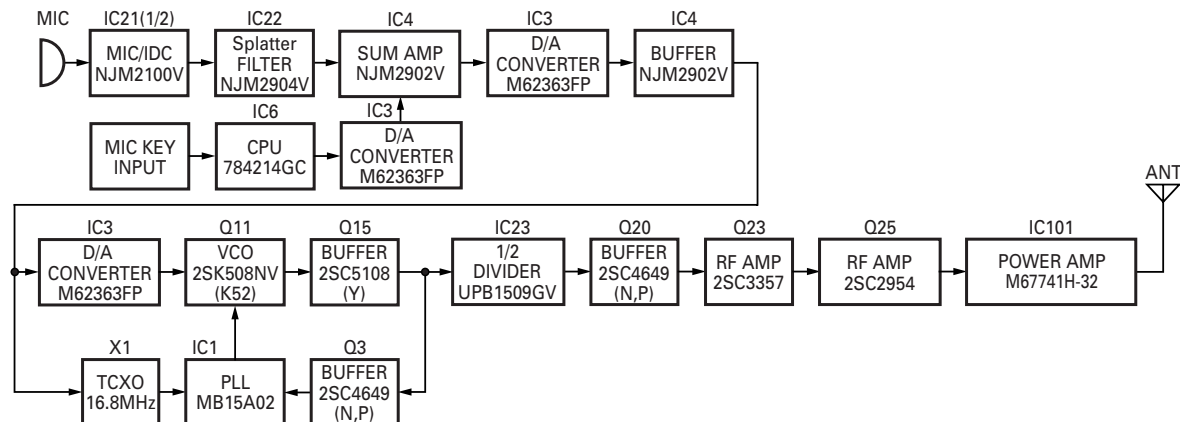 MIC
IC21(1/2)
MIC/IDC
NJM2100V
IC22
Splatter
FILTER
NJM2904V
IC4
SUM AMP
NJM2902V
IC3
D/A
CONVERTER
M62363FP
IC4
BUFFER
NJM2902V
MIC KEY
INPUT
IC6
CPU
784214GC
IC3
D/A
CONVERTER
M62363FP
ANT
IC3
D/A
CONVERTER
M62363FP
Q11
VCO
2SK508NV
(K52)
Q15
BUFFER
2SC5108
(Y)
IC23
1/2
DIVIDER
UPB1509GV
Q20
BUFFER
2SC4649
(N,P)
Q23
RF AMP
2SC3357
Q25
RF AMP
2SC2954
IC101
POWER AMP
M67741H-32
X1
TCXO
16.8MHz
IC1
PLL
MB15A02
Q3
BUFFER
2SC4649
(N,P)